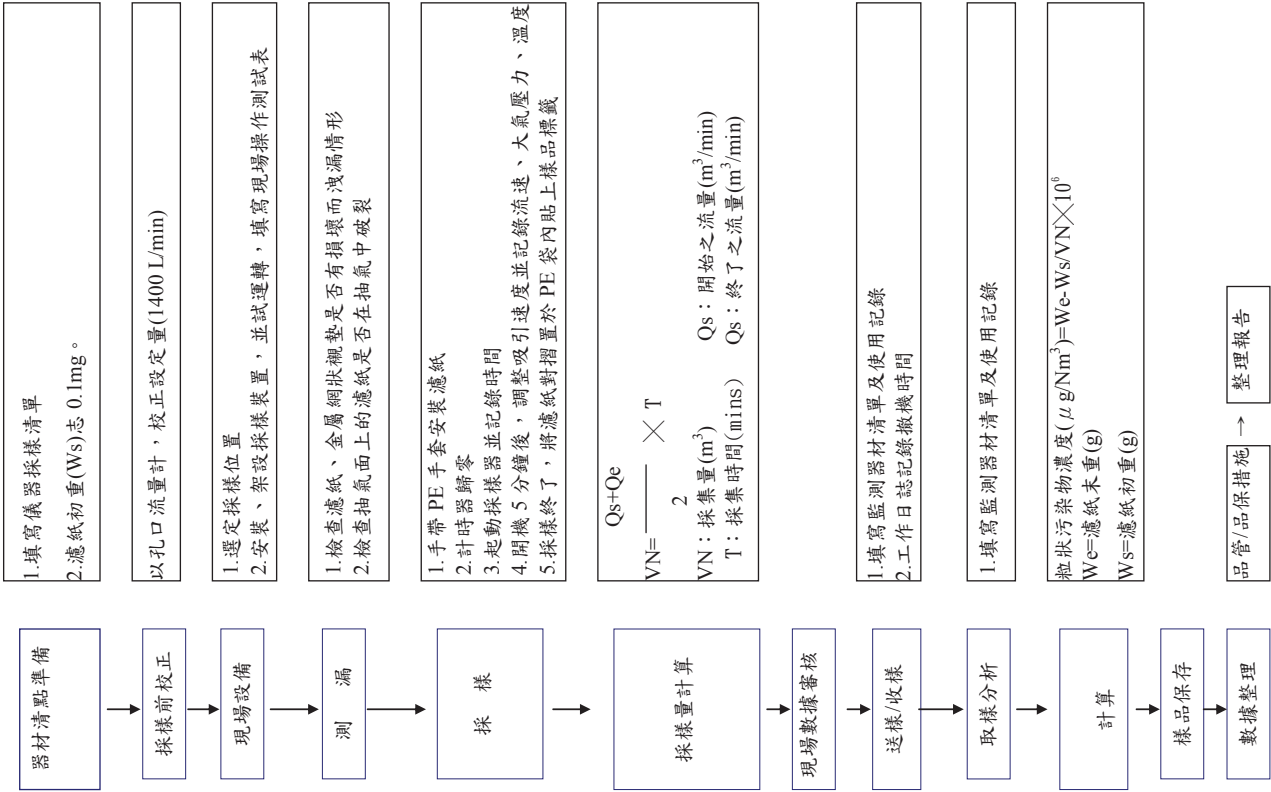 器材清點準備
1.填寫儀器採樣清單
2.濾紙初重(Ws)志 0.1mg。
採樣前校正
以孔口流量計，校正設定量(1400 L/min)
現場設備
1.選定採樣位置
2.安裝、架設採樣裝置，並試運轉，填寫現場操作測試表
測 漏
1.檢查濾紙、金屬網狀襯墊是否有損壞而洩漏情形
2.檢查抽氣面上的濾紙是否在抽氣中破裂
採 樣
1.手帶 PE 手套安裝濾紙
2.計時器歸零
3.起動採樣器並記錄時間
4.開機 5 分鐘後，調整吸引速度並記錄流速、大氣壓力、溫度
5.採樣終了，將濾紙對摺置於 PE 袋內貼上樣品標籤
採樣量計算
Qs+Qe
VN= ╳ T
2
VN：採集量(m³) Qs：開始之流量(m³/min)
T：採集時間(mins) Qs：終了之流量(m³/min)
現場數據審核
送樣/收樣
1.填寫監測器材清單及使用記錄
2.工作日誌記錄撤機時間
取樣分析
1.填寫監測器材清單及使用記錄
計算
粒狀污染物濃度(μg/Nm³)=We-Ws/VN╳10⁶
We=濾紙末重(g)
Ws=濾紙初重(g)
樣品保存
數據整理
品管/品保措施 → 整理報告